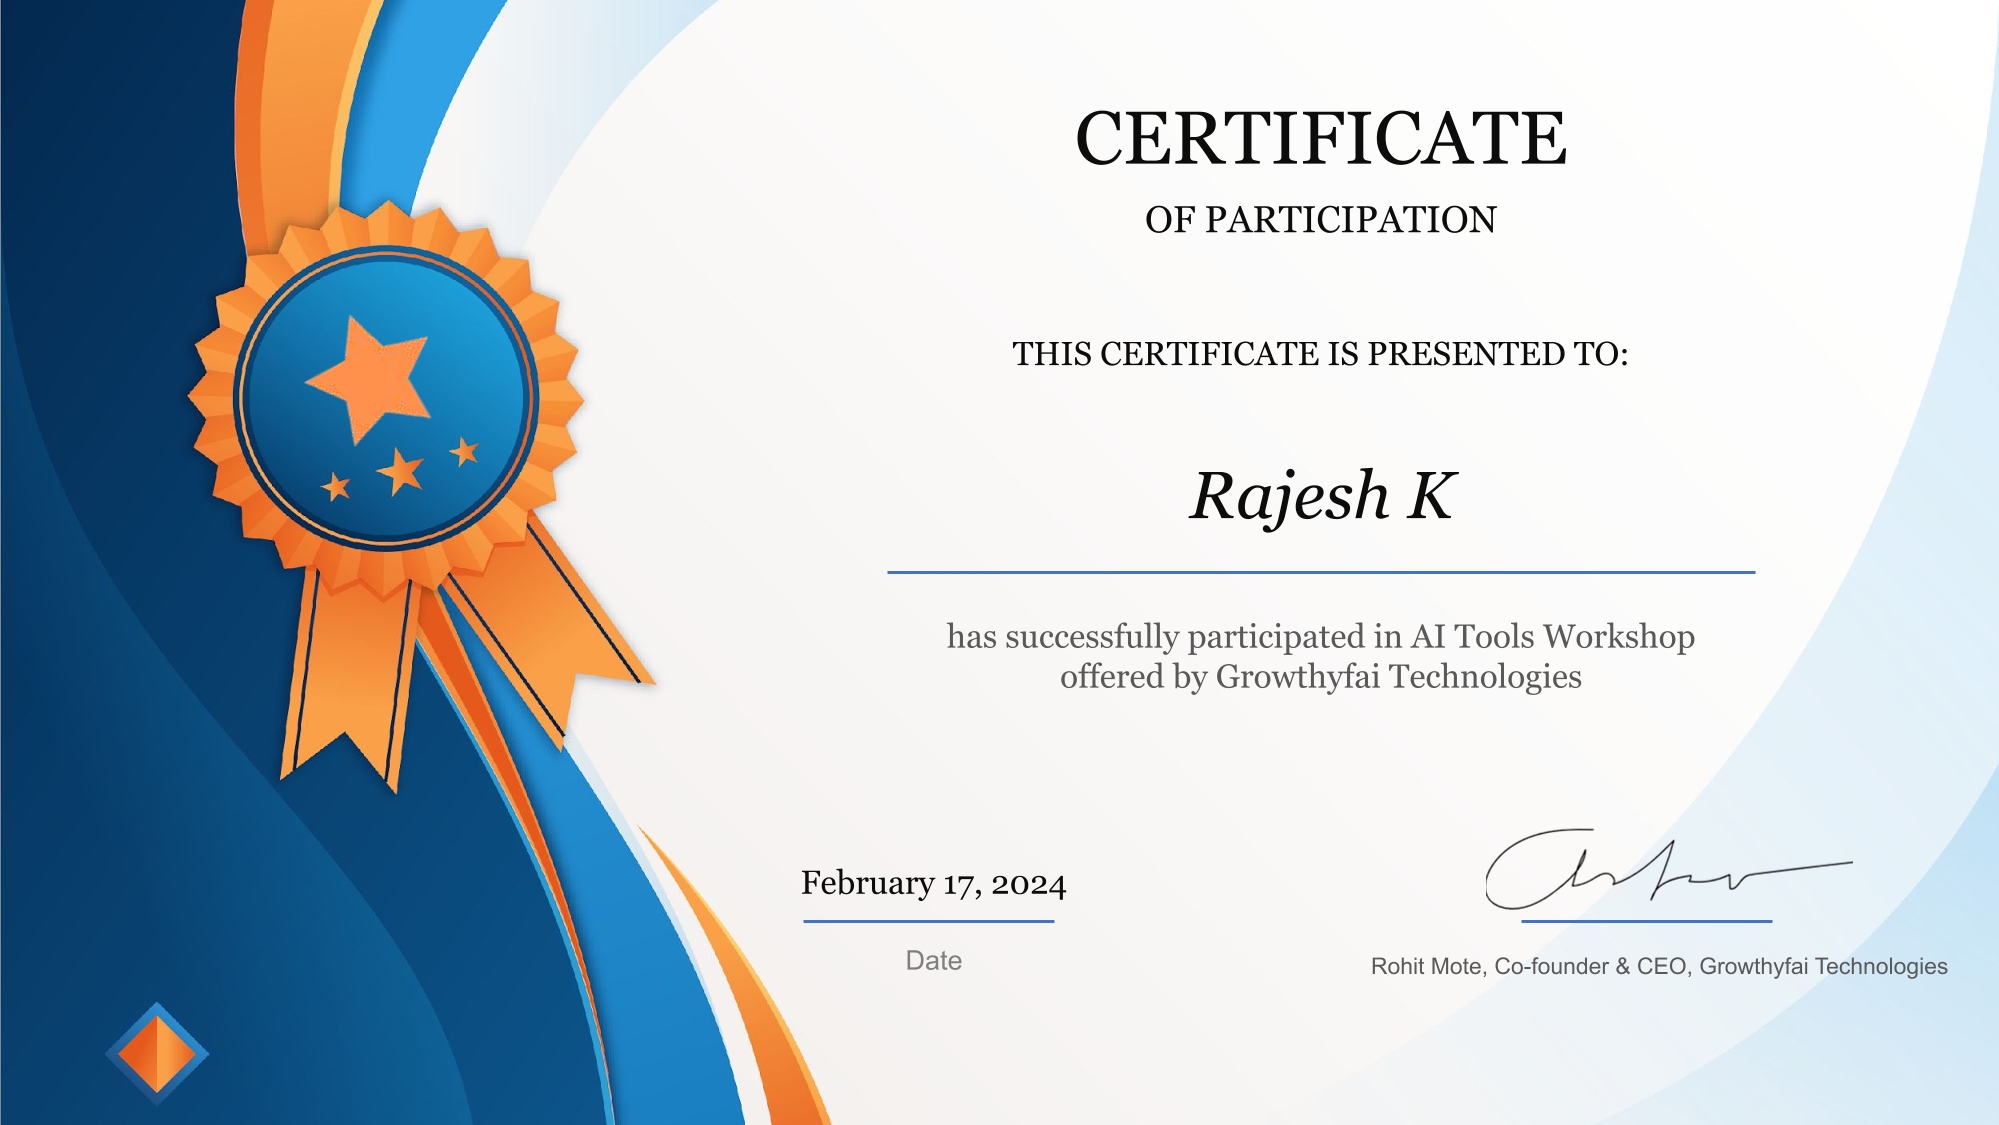 CERTIFICATE
OF PARTICIPATION
THIS CERTIFICATE IS PRESENTED TO:
Rajesh K
has successfully participated in AI Tools Workshop
offered by Growthyfai Technologies
February 17, 2024
Date
Rohit Mote, Co-founder & CEO, Growthyfai Technologies